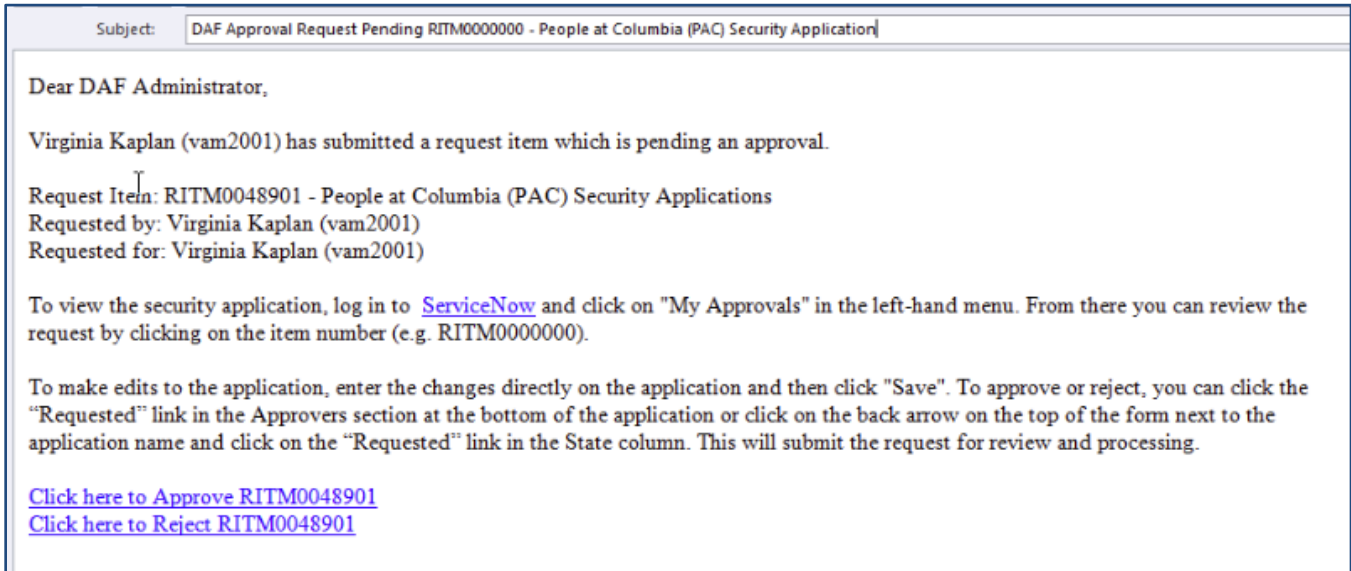 Subject: DAF Approval Request Pending RITM0000000 - People at Columbia (PAC) Security Application
Dear DAF Administrator,
Virginia Kaplan (vam2001) has submitted a request item which is pending an approval.
Request Item: RITM0048901 - People at Columbia (PAC) Security Applications
Requested by: Virginia Kaplan (vam2001)
Requested for: Virginia Kaplan (vam2001)
To view the security application, log in to ServiceNow and click on "My Approvals" in the left-hand menu. From there you can review the
request by clicking on the item number (e.g. RITM0000000).
To make edits to the application, enter the changes directly on the application and then click "Save". To approve or reject, you can click the
“Requested” link in the Approvers section at the bottom of the application or click on the back arrow on the top of the form next to the
application name and click on the “Requested” link in the State column. This will submit the request for review and processing.
Click here to Approve RITM0048901
Click here to Reject RITM0048901